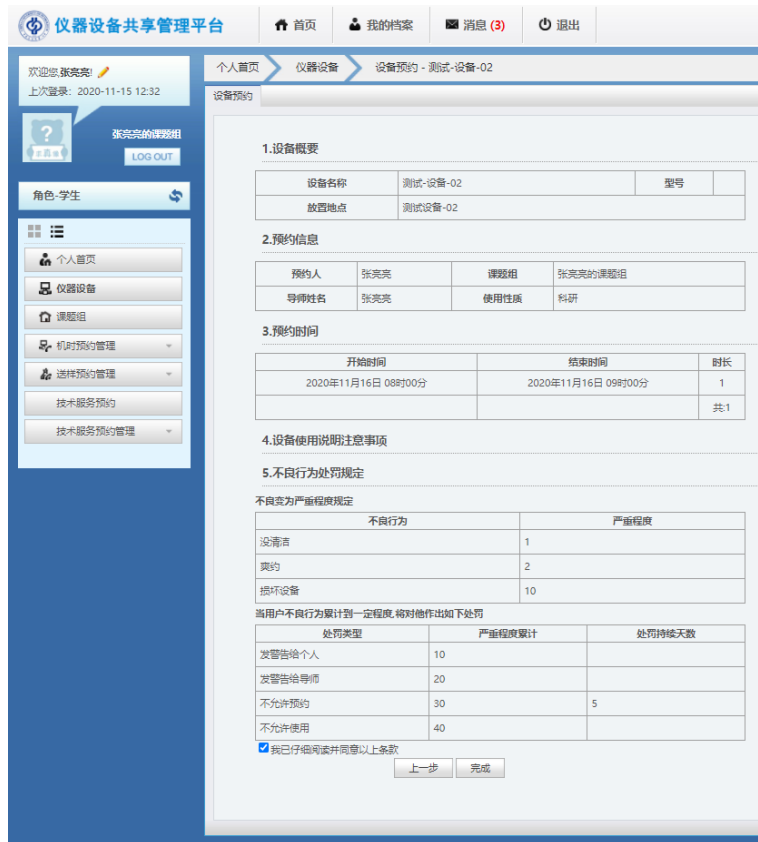 仪器设备共享管理平台 首页 我的档案 消息 (3) 退出
欢迎您,张亮亮!
上次登录：2020-11-15 12:32
张亮亮的课题组
LOG OUT
角色-学生
个人首页
仪器设备
课题组
机时预约管理
送样预约管理
技术服务预约
技术服务预约管理
个人首页 仪器设备 设备预约 - 测试-设备-02
设备预约
1.设备概要
设备名称 测试-设备-02 型号
放置地点 测试设备-02
2.预约信息
预约人 张亮亮 课题组 张亮亮的课题组
导师姓名 张亮亮 使用性质 科研
3.预约时间
开始时间 结束时间 时长
2020年11月16日 08时00分 2020年11月16日 09时00分 1
共:1
4.设备使用说明注意事项
5.不良行为处罚规定
不良变为严重程度规定
不良行为 严重程度
没清洁 1
爽约 2
损坏设备 10
当用户不良行为累计到一定程度,将对他作出如下处罚
处罚类型 严重程度累计 处罚持续天数
发警告给个人 10
发警告给导师 20
不允许预约 30 5
不允许使用 40
我已仔细阅读并同意以上条款
上一步 完成